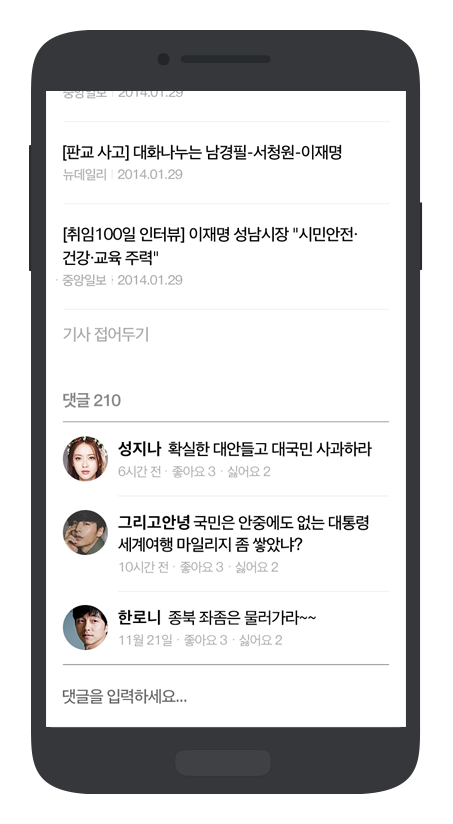 중앙일보 | 2014.01.29
[판교 사고] 대화나누는 남경필-서청원-이재명
뉴데일리 | 2014.01.29
[취임100일 인터뷰] 이재명 성남시장 "시민안전·
건강·교육 주력"
· 중앙일보 | 2014.01.29
기사 접어두기
댓글 210
성지나 확실한 대안들고 대국민 사과하라
6시간 전 · 좋아요 3 · 싫어요 2
그리고안녕 국민은 안중에도 없는 대통령
세계여행 마일리지 좀 쌓았냐?
10시간 전 · 좋아요 3 · 싫어요 2
한로니 종북 좌좀은 물러가라~~
11월 21일 · 좋아요 3 · 싫어요 2
댓글을 입력하세요...